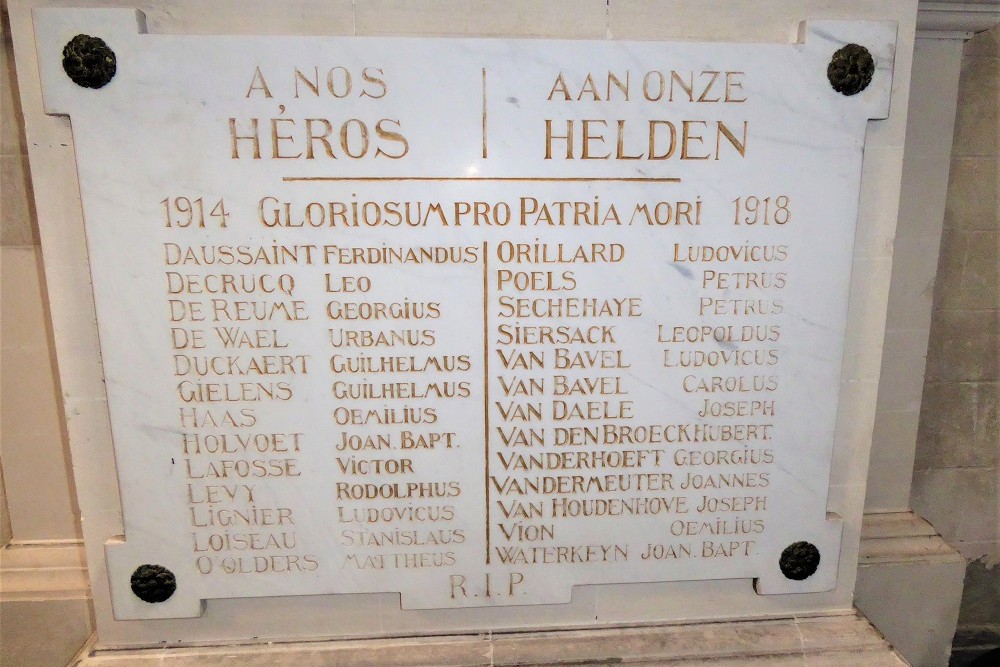 A NOS
HÉROS
AAN ONZE
HELDEN
1914 GLORIOSUM PRO PATRIA MORI 1918
DAUSSAINT FERDINANDUS
DECRUCQ LEO
DE REUME GEORGIUS
DE WAEL URBANUS
DUCKAERT GUILHELMUS
GIELENS GUILHELMUS
HAAS OEMILIUS
HOLVOET JOAN. BAPT.
LAFOSSE VICTOR
LEVY RODOLPHUS
LIGNIER LUDOVICUS
LOISEAU STANISLAUS
O'OLDERS MATTHEUS
ORILLARD LUDOVICUS
POELS PETRUS
SECHEHAYE PETRUS
SIERSACK LEOPOLDUS
VAN BAVEL LUDOVICUS
VAN BAVEL CAROLUS
VAN DAELE JOSEPH
VAN DEN BROECK HUBERT.
VANDERHOEFT GEORGIUS
VANDERMEUTER JOANNES
VAN HOUDENHOVE JOSEPH
VION OEMILIUS
WATERKEYN JOAN. BAPT.
R.I.P.